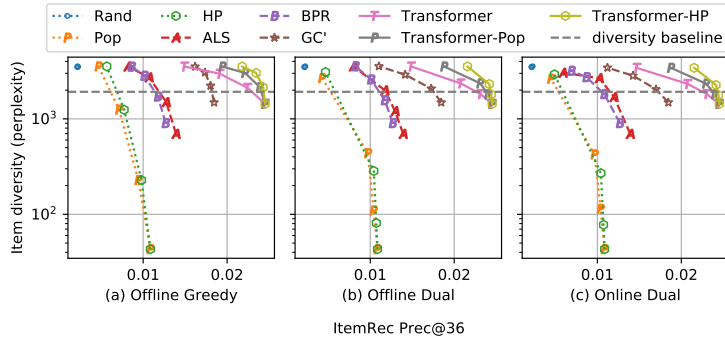 Rand HP BPR Transformer Transformer-HP
Pop ALS GC' Transformer-Pop diversity baseline
Item diversity (perplexity)
10³
10²
0.01 0.02 0.01 0.02 0.01 0.02
(a) Offline Greedy (b) Offline Dual (c) Online Dual
ItemRec Prec@36